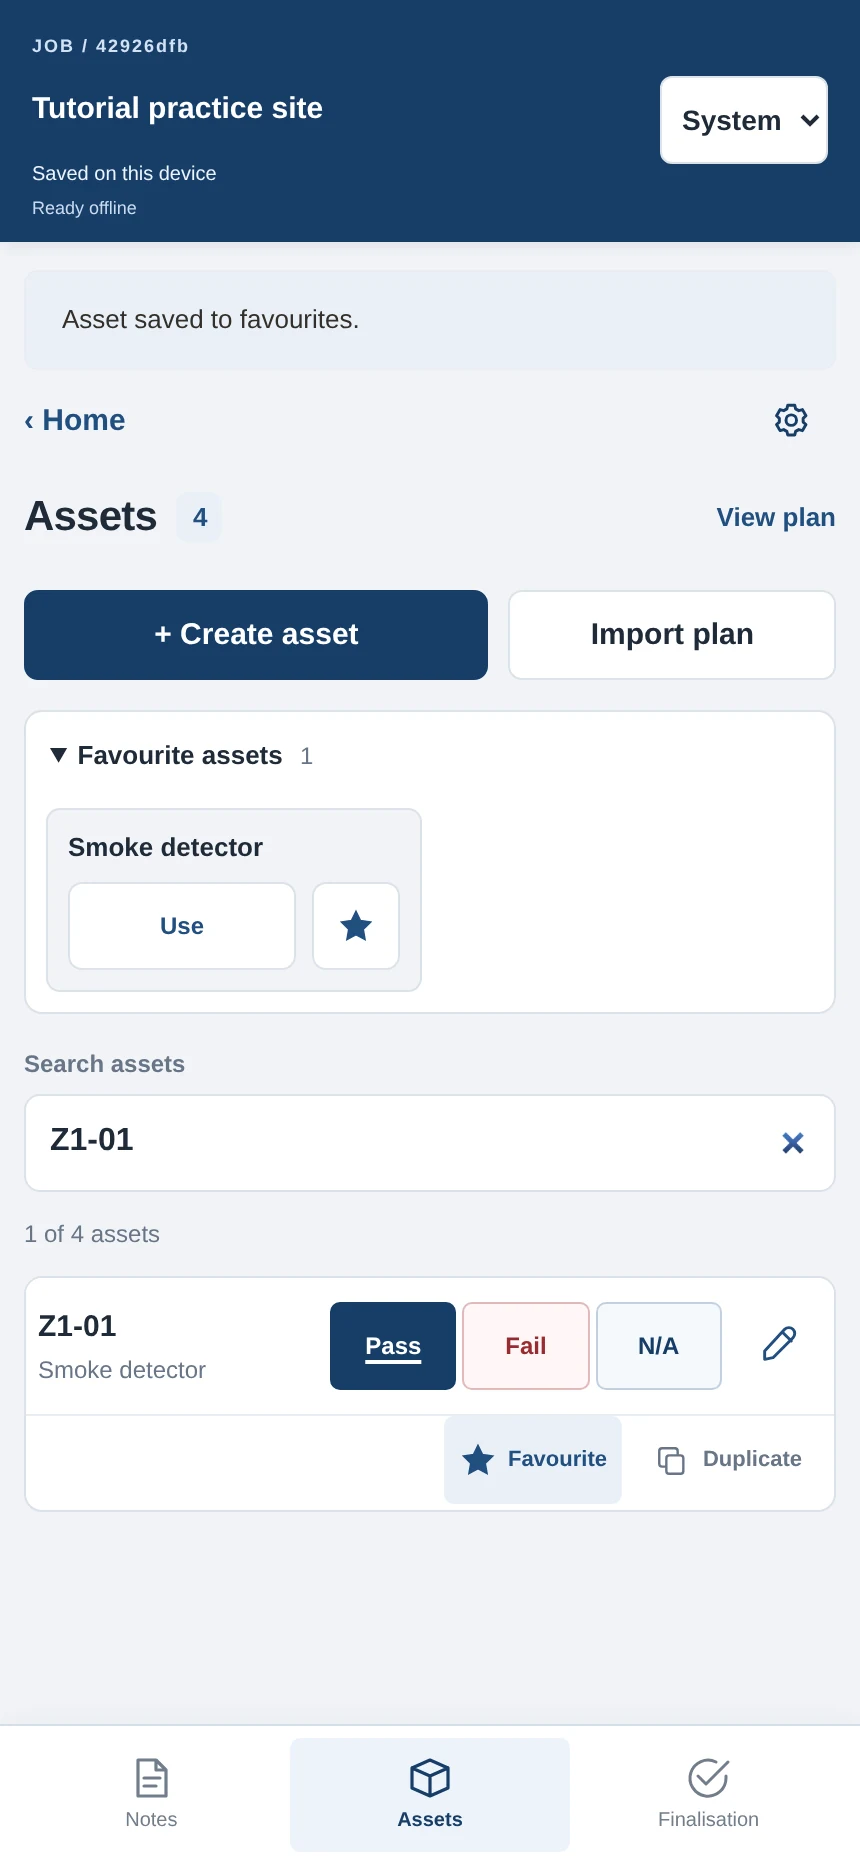 JOB / 42926dfb
Tutorial practice site
System
Saved on this device
Ready offline
Asset saved to favourites.
‹ Home
Assets 4
View plan
+ Create asset
Import plan
Favourite assets 1
Smoke detector
Use
Search assets
Z1-01
1 of 4 assets
Z1-01
Smoke detector
Pass
Fail
N/A
Favourite
Duplicate
Notes
Assets
Finalisation